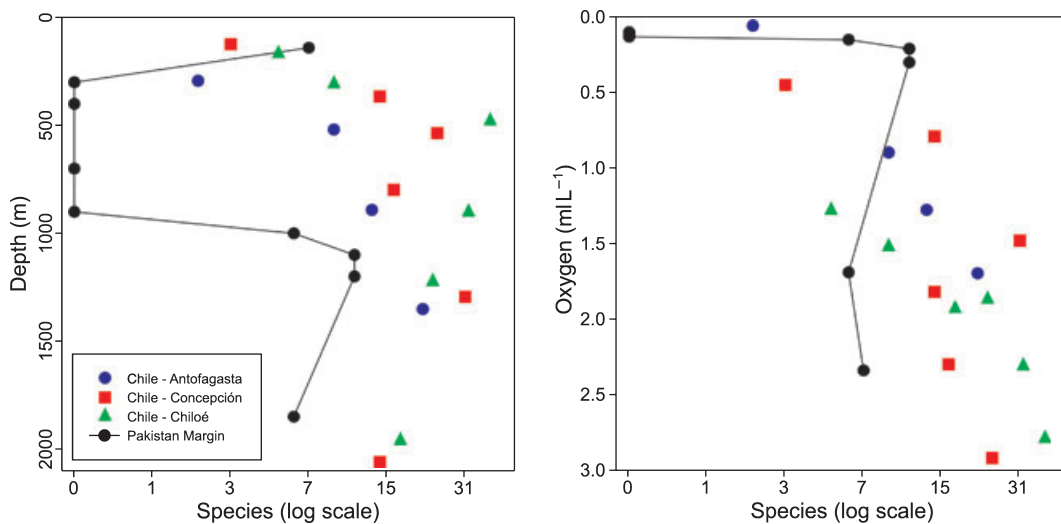 0
500
1000
1500
2000
Depth (m)
Chile - Antofagasta
Chile - Concepción
Chile - Chiloé
Pakistan Margin
0 1 3 7 15 31
Species (log scale)
0.0
0.5
1.0
1.5
2.0
2.5
3.0
Oxygen (ml L⁻¹)
0 1 3 7 15 31
Species (log scale)